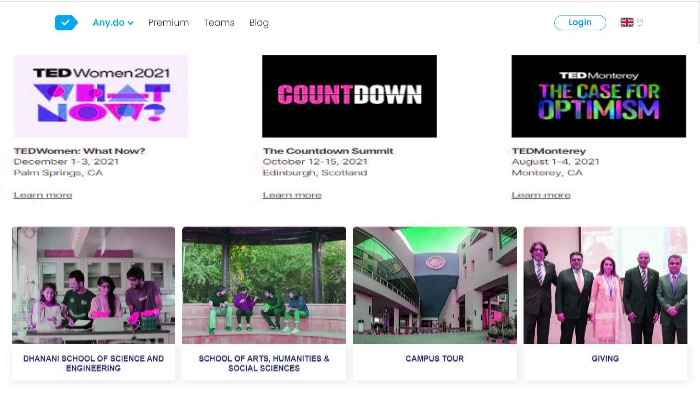 Any.do
Premium
Teams
Blog
Login
EN
TEDWomen 2021
WHAT
NOW?
COUNTDOWN
TEDMonterey
THE CASE FOR
OPTIMISM
TEDWomen: What Now?
December 1-3, 2021
Palm Springs, CA
Learn more
The Countdown Summit
October 12-15, 2021
Edinburgh, Scotland
Learn more
TEDMonterey
August 1-4, 2021
Monterey, CA
Learn more
DHANANI SCHOOL OF SCIENCE AND
ENGINEERING
SCHOOL OF ARTS, HUMANITIES &
SOCIAL SCIENCES
CAMPUS TOUR
GIVING